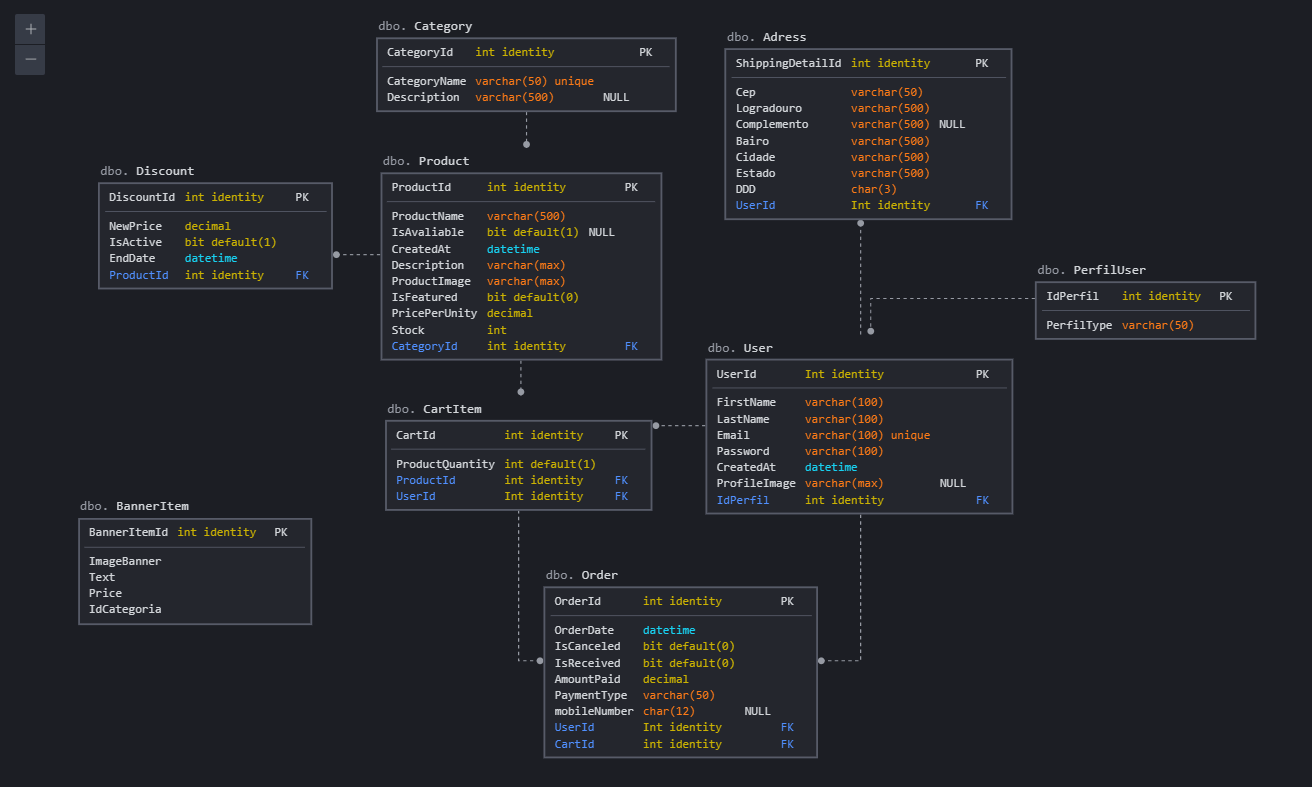 +
−
dbo. Category
CategoryId int identity PK
CategoryName varchar(50) unique
Description varchar(500) NULL
dbo. Adress
ShippingDetailId int identity PK
Cep varchar(50)
Logradouro varchar(500)
Complemento varchar(500) NULL
Bairo varchar(500)
Cidade varchar(500)
Estado varchar(500)
DDD char(3)
UserId Int identity FK
dbo. Discount
DiscountId int identity PK
NewPrice decimal
IsActive bit default(1)
EndDate datetime
ProductId int identity FK
dbo. Product
ProductId int identity PK
ProductName varchar(500)
IsAvaliable bit default(1) NULL
CreatedAt datetime
Description varchar(max)
ProductImage varchar(max)
IsFeatured bit default(0)
PricePerUnity decimal
Stock int
CategoryId int identity FK
dbo. PerfilUser
IdPerfil int identity PK
PerfilType varchar(50)
dbo. User
UserId Int identity PK
FirstName varchar(100)
LastName varchar(100)
Email varchar(100) unique
Password varchar(100)
CreatedAt datetime
ProfileImage varchar(max) NULL
IdPerfil int identity FK
dbo. CartItem
CartId int identity PK
ProductQuantity int default(1)
ProductId int identity FK
UserId Int identity FK
dbo. BannerItem
BannerItemId int identity PK
ImageBanner
Text
Price
IdCategoria
dbo. Order
OrderId int identity PK
OrderDate datetime
IsCanceled bit default(0)
IsReceived bit default(0)
AmountPaid decimal
PaymentType varchar(50)
mobileNumber char(12) NULL
UserId Int identity FK
CartId int identity FK